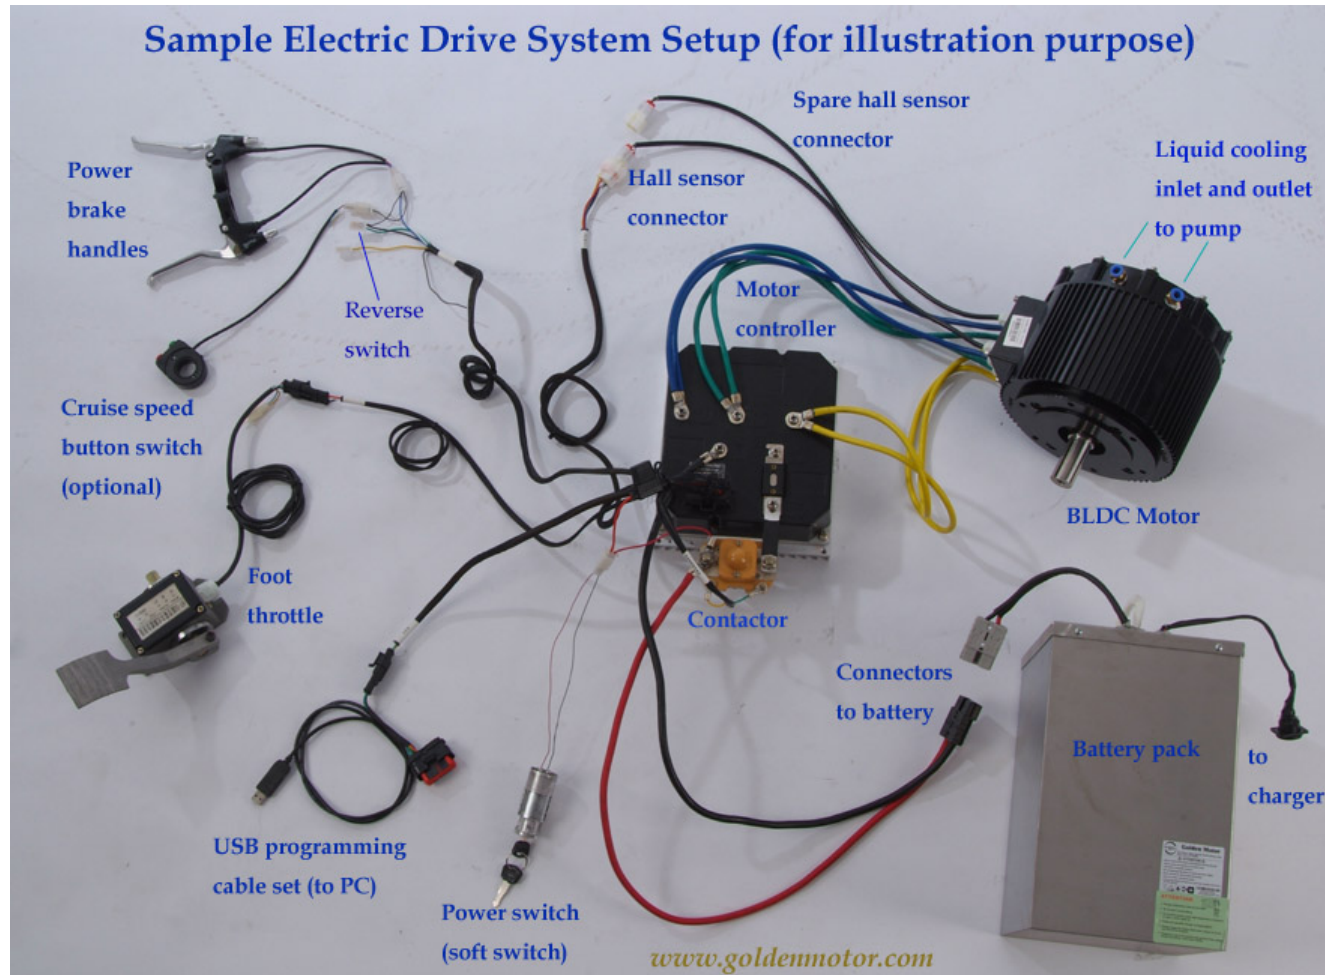 Sample Electric Drive System Setup (for illustration purpose)
Spare hall sensor
connector
Liquid cooling
inlet and outlet
to pump
Power
brake
handles
Hall sensor
connector
Reverse
switch
Motor
controller
Cruise speed
button switch
(optional)
BLDC Motor
Foot
throttle
Contactor
Connectors
to battery
Battery pack
to
charger
USB programming
cable set (to PC)
Power switch
(soft switch)
Golden Motor
ATTENTION
www.goldenmotor.com